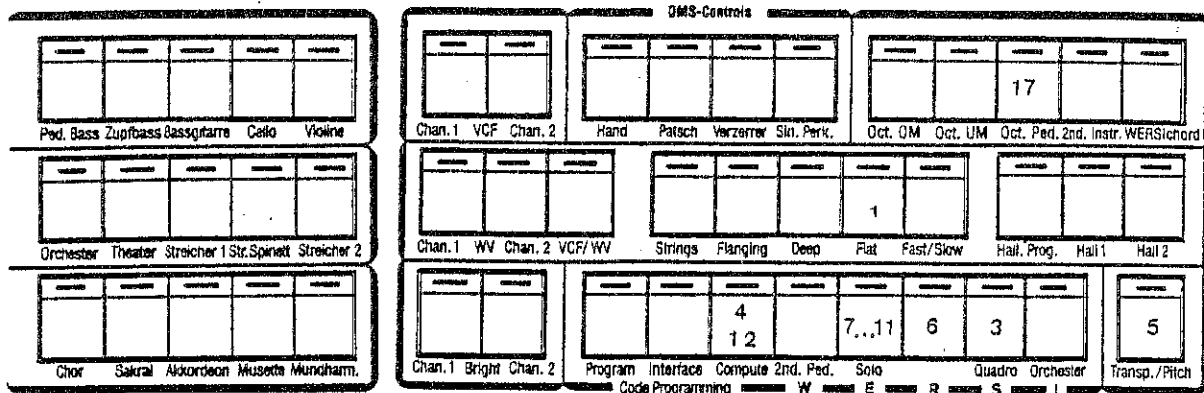 DMS-Controls
17
Ped. Bass Zupfbass Bassgitarre Cello Violine
Chan. 1 VCF Chan. 2
Hand Patsch Verzerrer Sin. Perk.
Oct. OM Oct. UM Oct. Ped. 2nd. Instr. WERSIchord
1
Orchester Theater Streicher 1 Str.Spinett Streicher 2
Chan. 1 WV Chan. 2 VCF/WV
Strings Flanging Deep Flat Fast/Slow
Hall. Prog. Hall 1 Hall 2
4 7...11 6 3 5
12
Chor Sakral Akkordeon Musette Mundharm.
Chan. 1 Bright Chan. 2
Program Interface Compute 2nd. Ped. Solo Quadro Orchester
Transp./Pitch
Code Programming W E R S I